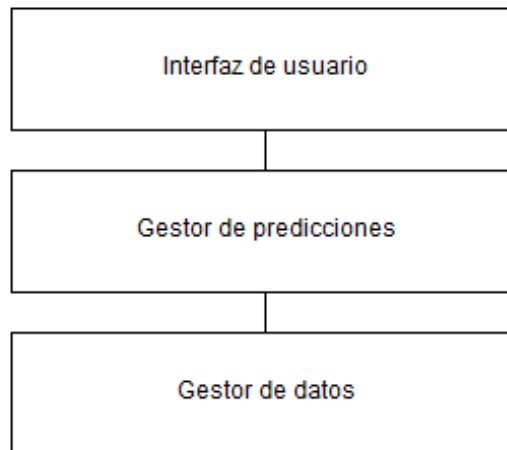 Interfaz de usuario
Gestor de predicciones
Gestor de datos